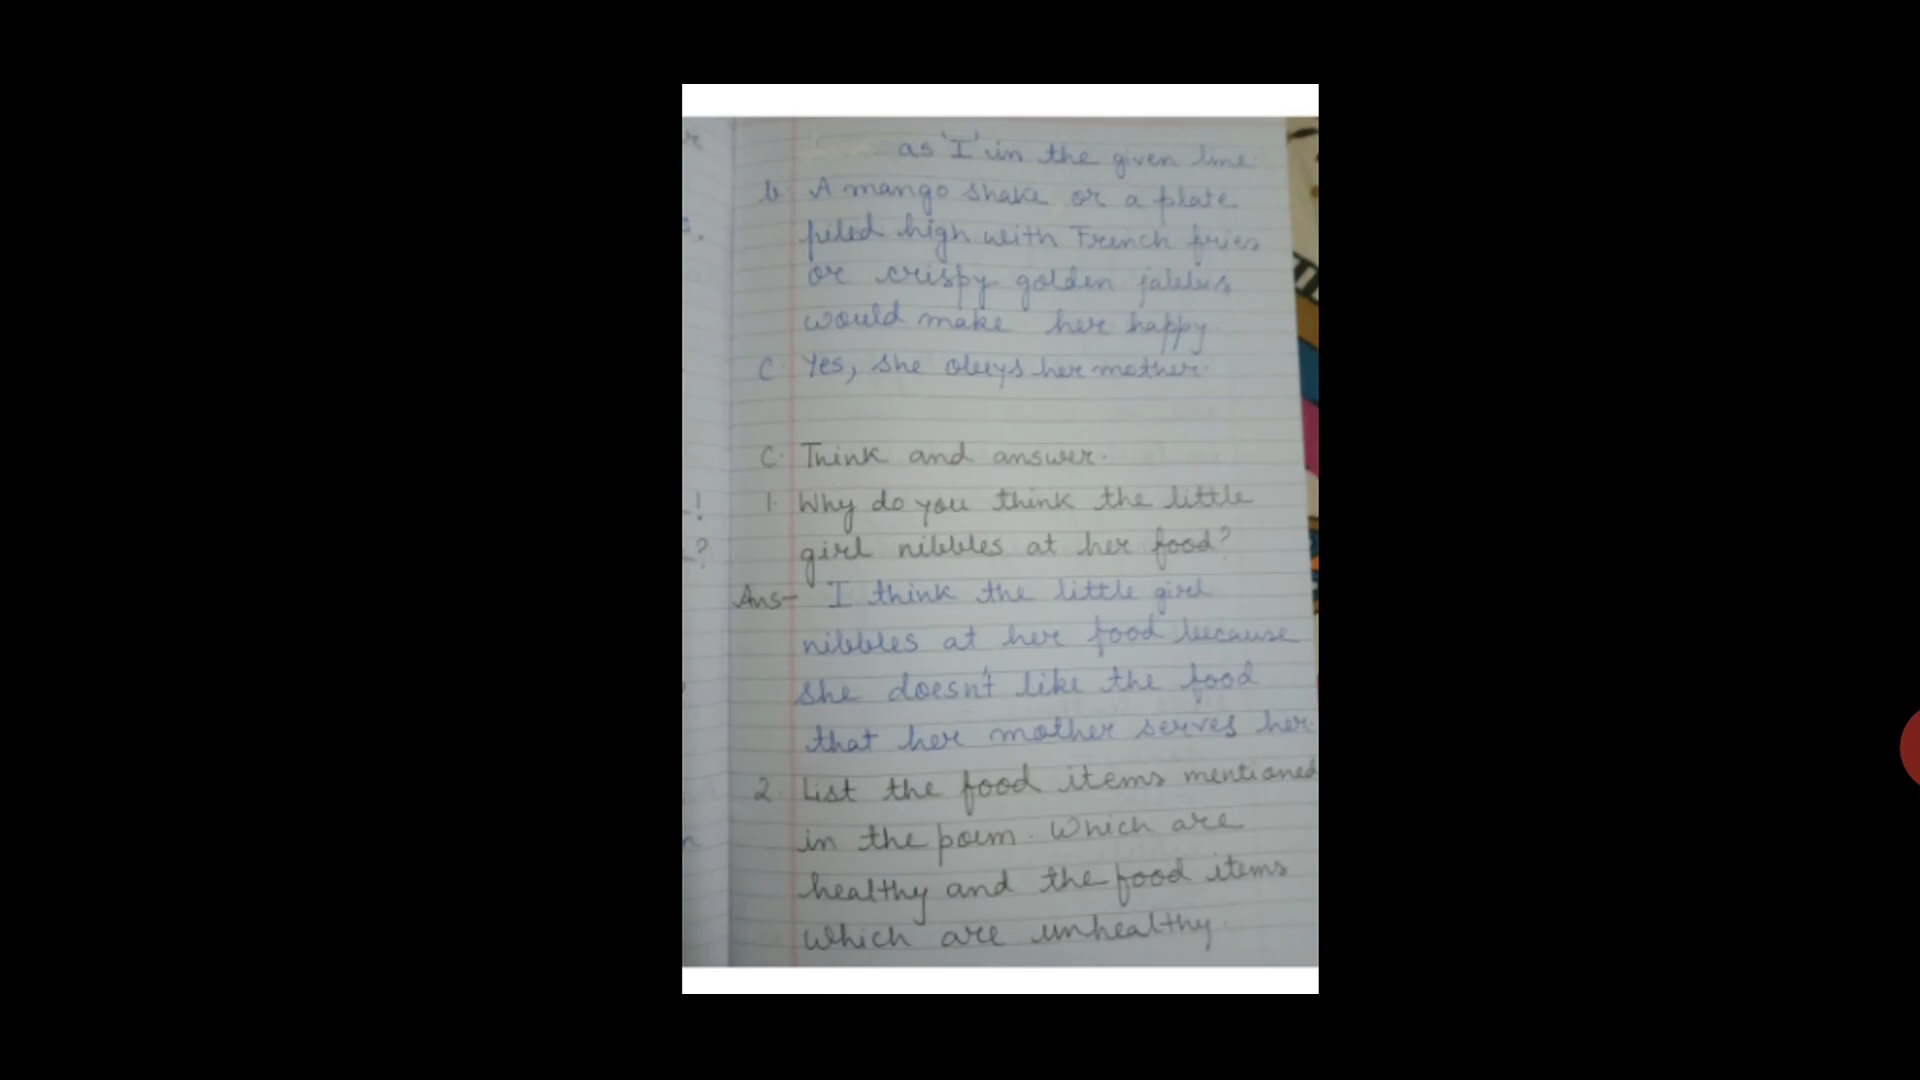 as 'I' in the given line.
b. A mango shake or a plate
piled high with French fries
or crispy golden jalebis
would make her happy.
C. Yes, she obeys her mother.
C. Think and answer.
1. Why do you think the little
girl nibbles at her food?
Ans- I think the little girl
nibbles at her food because
she doesn't like the food
that her mother serves her.
2. List the food items mentioned
in the poem. Which are
healthy and the food items
which are unhealthy.